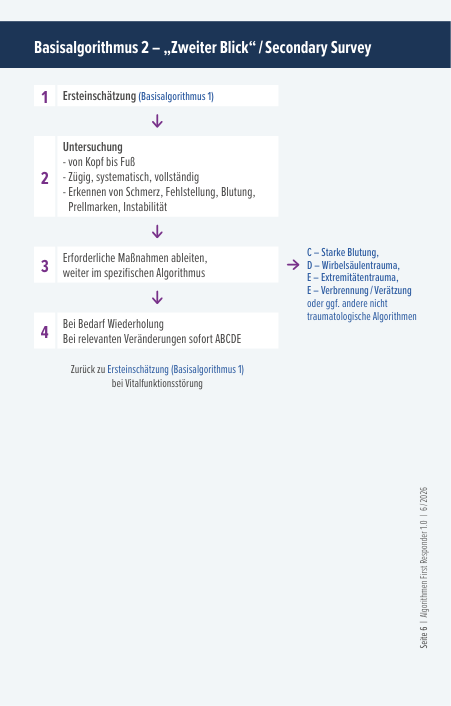 Basisalgorithmus 2 – „Zweiter Blick“ / Secondary Survey
1
Ersteinschätzung (Basisalgorithmus 1)
2
Untersuchung
- von Kopf bis Fuß
- Zügig, systematisch, vollständig
- Erkennen von Schmerz, Fehlstellung, Blutung,
Prellmarken, Instabilität
3
Erforderliche Maßnahmen ableiten,
weiter im spezifischen Algorithmus
C – Starke Blutung,
D – Wirbelsäulentrauma,
E – Extremitätentrauma,
E – Verbrennung / Verätzung
oder ggf. andere nicht
traumatologische Algorithmen
4
Bei Bedarf Wiederholung
Bei relevanten Veränderungen sofort ABCDE
Zurück zu Ersteinschätzung (Basisalgorithmus 1)
bei Vitalfunktionsstörung
Seite 6 | Algorithmen First Responder 1.0 | 6 / 2026